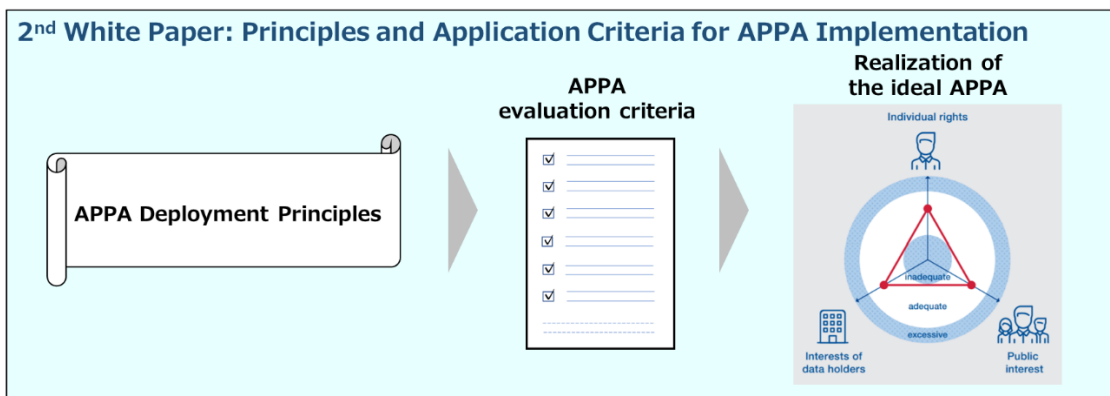 2nd White Paper: Principles and Application Criteria for APPA Implementation
APPA Deployment Principles
APPA
evaluation criteria
Realization of
the ideal APPA
Individual rights
inadequate
adequate
excessive
Interests of
data holders
Public
interest